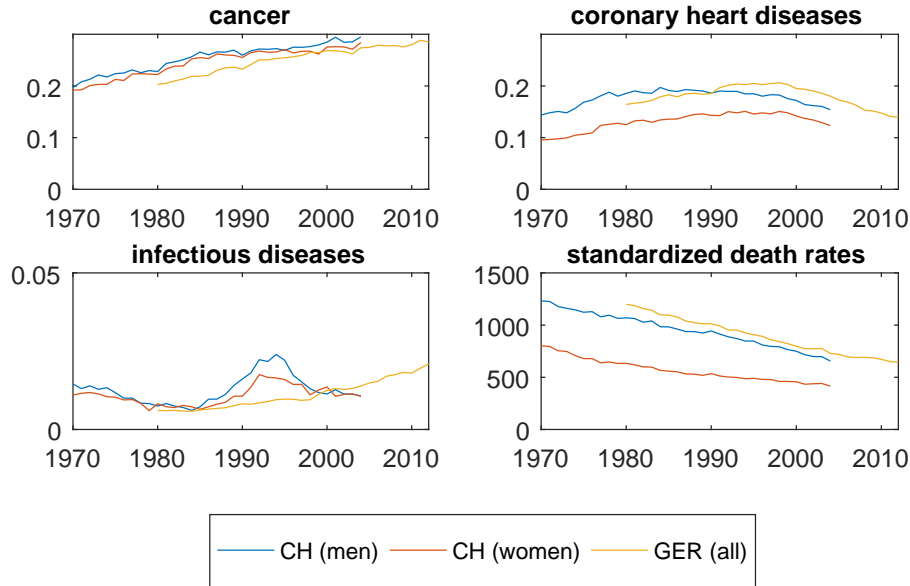 cancer
0.2
0.1
0
1970 1980 1990 2000 2010
coronary heart diseases
0.2
0.1
0
1970 1980 1990 2000 2010
infectious diseases
0.05
0
1970 1980 1990 2000 2010
standardized death rates
1500
1000
500
0
1970 1980 1990 2000 2010
CH (men) CH (women) GER (all)